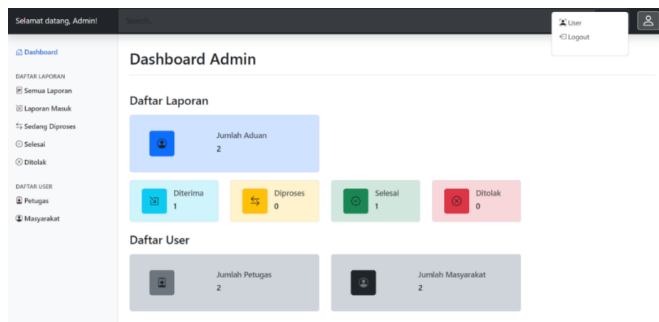 Selamat datang, Admin!
Search...
User
Logout
Dashboard
DAFTAR LAPORAN
Semua Laporan
Laporan Masuk
Sedang Diproses
Selesai
Ditolak
DAFTAR USER
Petugas
Masyarakat
Dashboard Admin
Daftar Laporan
Jumlah Aduan
2
Diterima
1
Diproses
0
Selesai
1
Ditolak
0
Daftar User
Jumlah Petugas
2
Jumlah Masyarakat
2